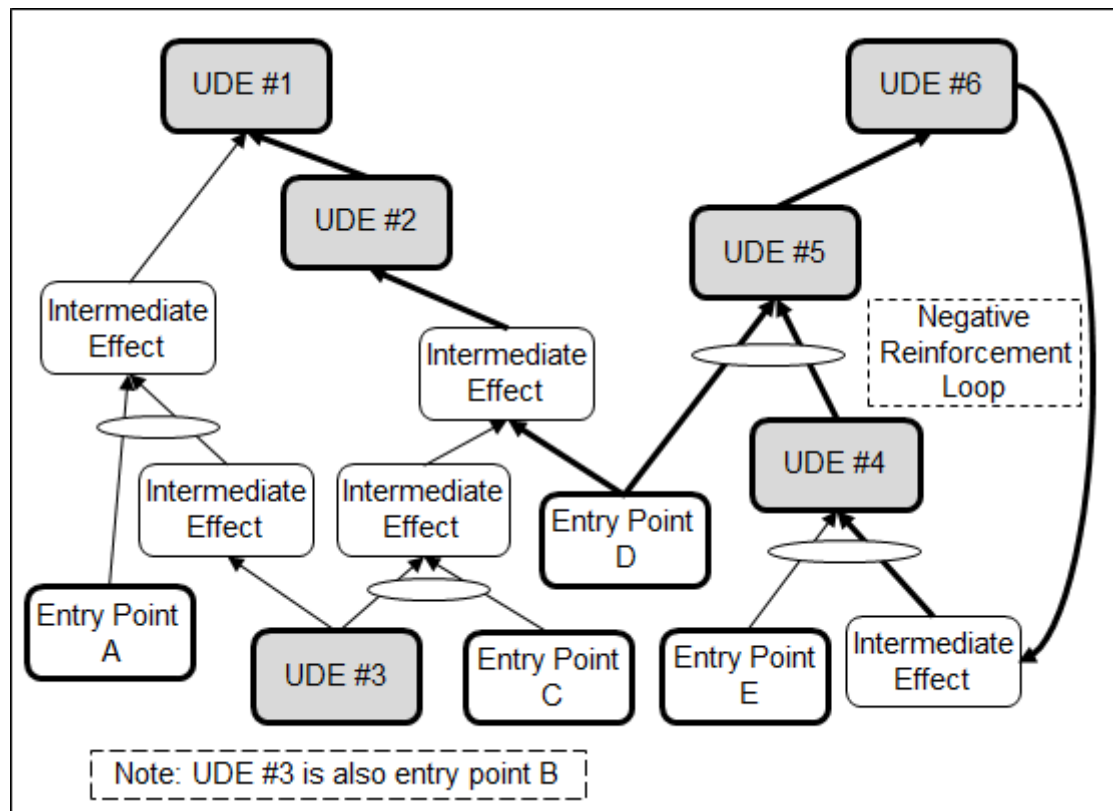 UDE #1
UDE #6
UDE #2
UDE #5
Intermediate
Effect
Negative
Reinforcement
Loop
Intermediate
Effect
UDE #4
Intermediate
Effect
Intermediate
Effect
Entry Point
D
Entry Point
A
UDE #3
Entry Point
C
Entry Point
E
Intermediate
Effect
Note: UDE #3 is also entry point B